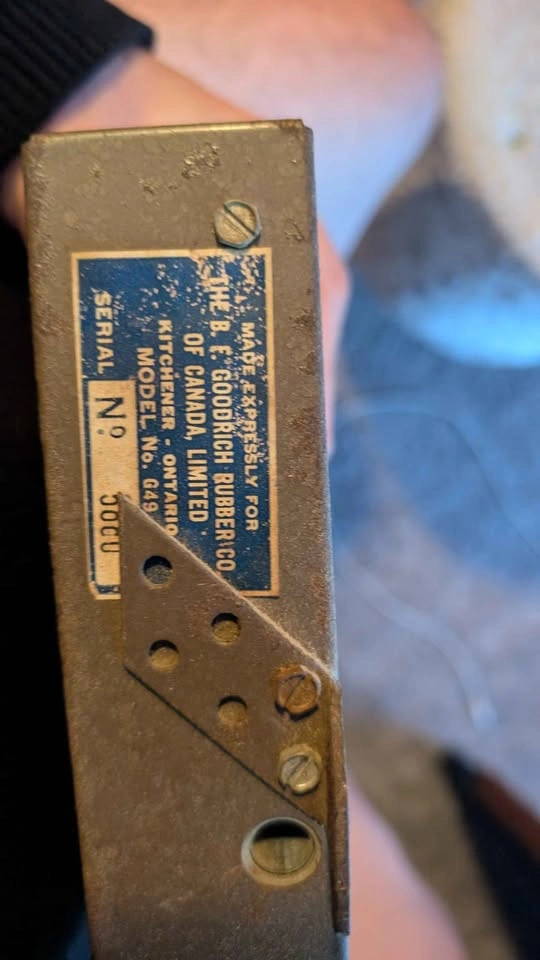 MADE EXPRESSLY FOR
THE B. F. GOODRICH RUBBER CO
OF CANADA, LIMITED
KITCHENER - ONTARIO
MODEL No. G49
SERIAL Nº